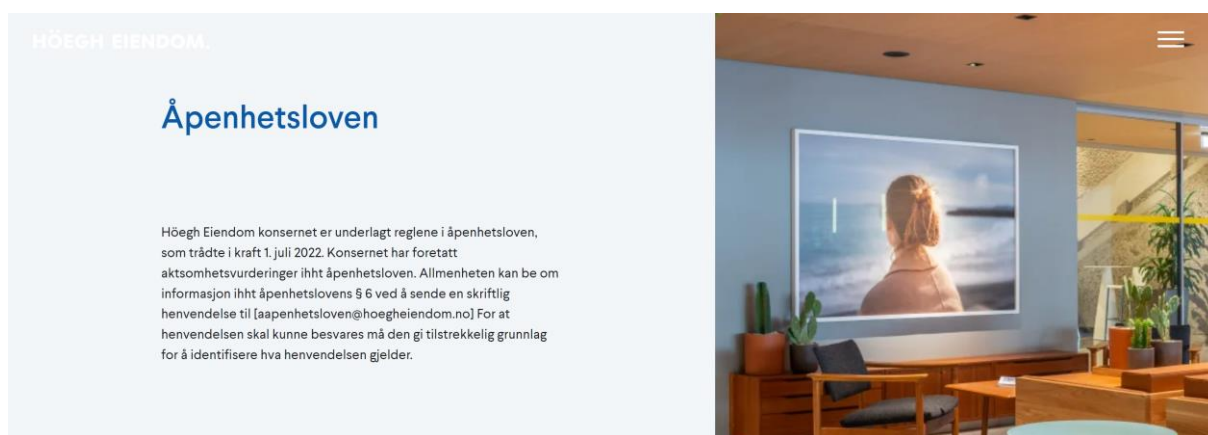 HÖEGH EIENDOM.
Åpenhetsloven
Höegh Eiendom konsernet er underlagt reglene i åpenhetsloven,
som trådte i kraft 1. juli 2022. Konsernet har foretatt
aktsomhetsvurderinger ihht åpenhetsloven. Allmenheten kan be om
informasjon ihht åpenhetslovens § 6 ved å sende en skriftlig
henvendelse til [aapenhetsloven@hoegheiendom.no] For at
henvendelsen skal kunne besvares må den gi tilstrekkelig grunnlag
for å identifisere hva henvendelsen gjelder.